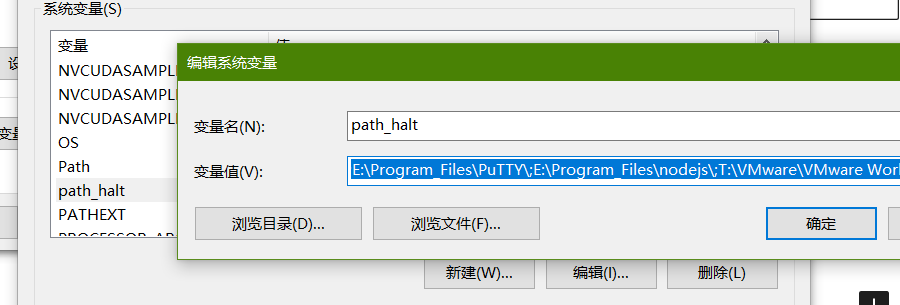 系统变量(S)
变量
值
设
NVCUDASAMPLE
NVCUDASAMPL
NVCUDASAMPL
变量
OS
Path
path_halt
PATHEXT
编辑系统变量
变量名(N):
path_halt
变量值(V):
E:\Program_Files\PuTTY\;E:\Program_Files\nodejs\;T:\VMware\VMware Wor
浏览目录(D)...
浏览文件(F)...
确定
新建(W)...
编辑(I)...
删除(L)